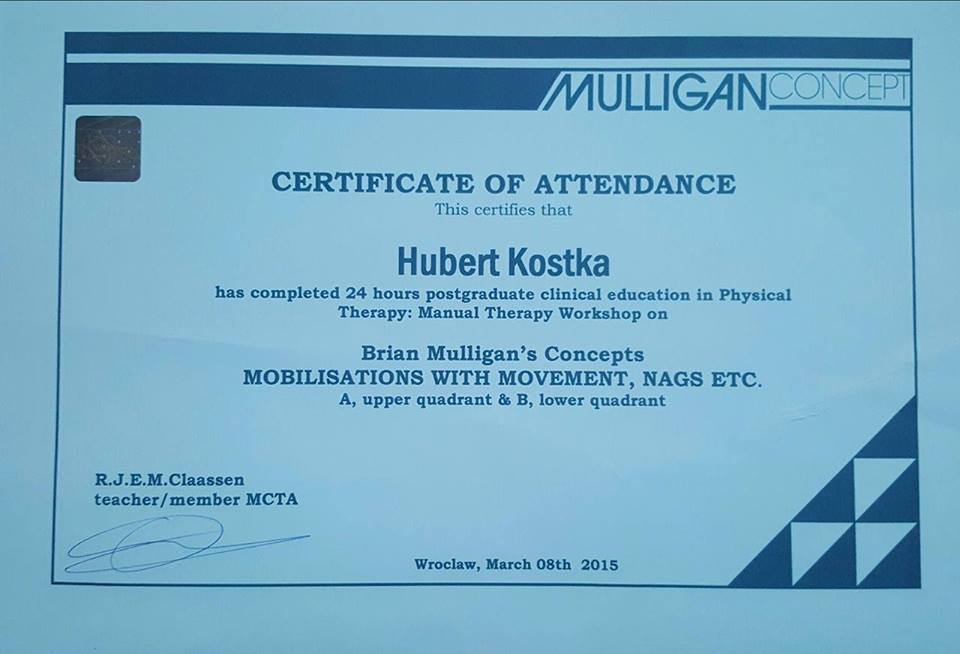 MULLIGANCONCEPT
CERTIFICATE OF ATTENDANCE
This certifies that
Hubert Kostka
has completed 24 hours postgraduate clinical education in Physical
Therapy: Manual Therapy Workshop on
Brian Mulligan's Concepts
MOBILISATIONS WITH MOVEMENT, NAGS ETC.
A, upper quadrant & B, lower quadrant
R.J.E.M.Claassen
teacher/member MCTA
Wroclaw, March 08th 2015